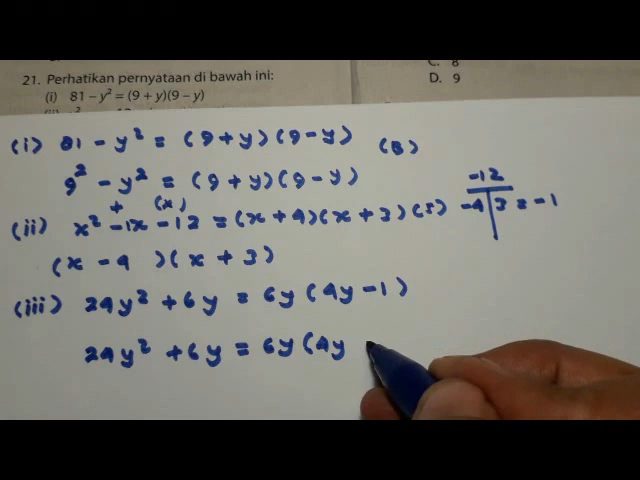 C. 8
21. Perhatikan pernyataan di bawah ini:
D. 9
(i) 81 – y² = (9 + y)(9 – y)
(i) 81 - y² = (9+y)(9-y) (B)
9² - y² = (9+y)(9-y)
+ (x)
(ii) x² - 1x - 12 = (x+4)(x+3) (S)
-12
-4 3 = -1
(x - 4 )(x + 3)
(iii) 24y² + 6y = 6y (4y - 1)
24y² + 6y = 6y (4y